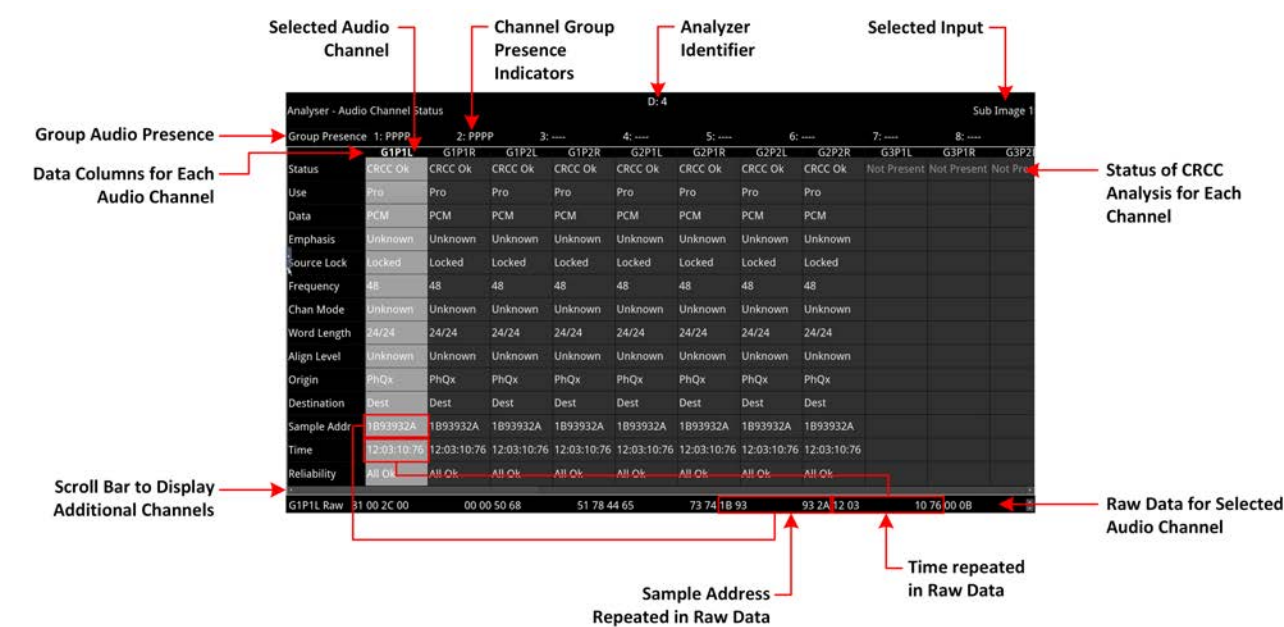 Selected Audio
Channel
Channel Group
Presence
Indicators
Analyzer
Identifier
Selected Input
D: 4
Analyser - Audio Channel Status
Sub Image 1
Group Audio Presence
Group Presence 1: PPPP 2: PPPP 3: ---- 4: ---- 5: ---- 6: ---- 7: ---- 8: ----
G1P1L G1P1R G1P2L G1P2R G2P1L G2P1R G2P2L G2P2R G3P1L G3P1R
Data Columns for Each
Audio Channel
Status CRCC Ok CRCC Ok CRCC Ok CRCC Ok CRCC Ok CRCC Ok CRCC Ok CRCC Ok Not Present Not Present Not
Status of CRCC
Analysis for Each
Channel
Use Pro Pro Pro Pro Pro Pro Pro Pro
Data PCM PCM PCM PCM PCM PCM PCM PCM
Emphasis Unknown Unknown Unknown Unknown Unknown Unknown Unknown Unknown
Source Lock Locked Locked Locked Locked Locked Locked Locked Locked
Frequency 48 48 48 48 48 48 48 48
Chan Mode Unknown Unknown Unknown Unknown Unknown Unknown Unknown Unknown
Word Length 24/24 24/24 24/24 24/24 24/24 24/24 24/24 24/24
Align Level Unknown Unknown Unknown Unknown Unknown Unknown Unknown Unknown
Origin PhQx PhQx PhQx PhQx PhQx PhQx PhQx PhQx
Destination Dest Dest Dest Dest Dest Dest Dest Dest
Sample Addr 1B93932A 1B93932A 1B93932A 1B93932A 1B93932A 1B93932A 1B93932A 1B93932A
Time 12:03:10:76 12:03:10:76 12:03:10:76 12:03:10:76 12:03:10:76 12:03:10:76 12:03:10:76 12:03:10:76
Reliability All Ok All Ok All Ok All Ok All Ok All Ok All Ok All Ok
Scroll Bar to Display
Additional Channels
G1P1L Raw 31 00 2C 00 00 00 50 68 51 78 44 65 73 74 1B 93 93 2A 12 03 10 76 00 0B
Raw Data for Selected
Audio Channel
Time repeated
in Raw Data
Sample Address
Repeated in Raw Data